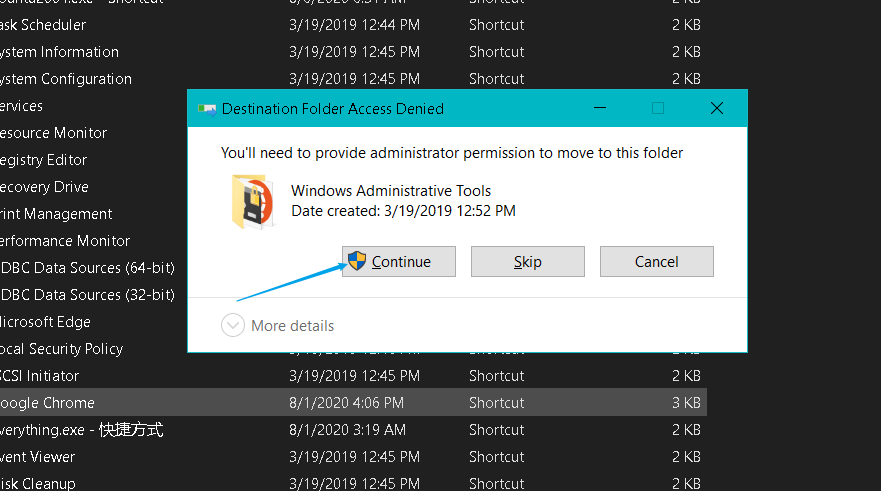 ask Scheduler 3/19/2019 12:44 PM Shortcut 2 KB
ystem Information 3/19/2019 12:45 PM Shortcut 2 KB
ystem Configuration 3/19/2019 12:45 PM Shortcut 2 KB
ervices
esource Monitor
egistry Editor
ecovery Drive
rint Management
erformance Monitor
DBC Data Sources (64-bit)
DBC Data Sources (32-bit)
icrosoft Edge
ocal Security Policy
Destination Folder Access Denied
You'll need to provide administrator permission to move to this folder
Windows Administrative Tools
Date created: 3/19/2019 12:52 PM
Continue Skip Cancel
More details
SCSI Initiator 3/19/2019 12:45 PM Shortcut 2 KB
oogle Chrome 8/1/2020 4:06 PM Shortcut 3 KB
verything.exe - 快捷方式 8/1/2020 3:19 AM Shortcut 2 KB
vent Viewer 3/19/2019 12:45 PM Shortcut 2 KB
isk Cleanup 3/19/2019 12:45 PM Shortcut 2 KB